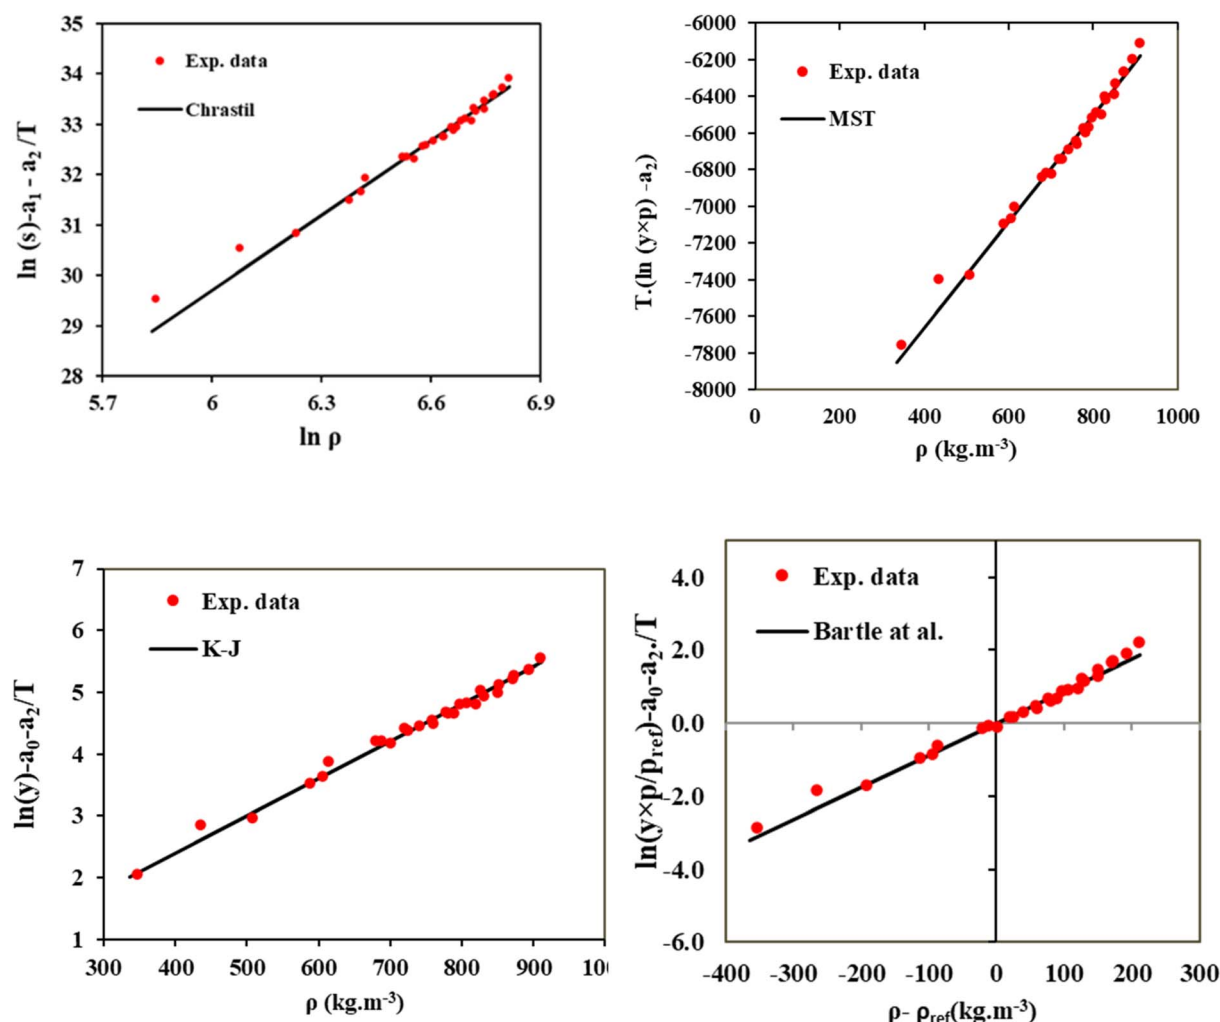 35
34
33
32
31
30
29
28
5.7 6 6.3 6.6 6.9
ln (s)-a1 - a2 /T
ln ρ
Exp. data
Chrastil
-6000
-6200
-6400
-6600
-6800
-7000
-7200
-7400
-7600
-7800
-8000
0 200 400 600 800 1000
T.(ln (y×p) -a2)
ρ (kg.m-3)
Exp. data
MST
7
6
5
4
3
2
1
300 400 500 600 700 800 900 100
ln(y)-a0-a2/T
ρ (kg.m-3)
Exp. data
K-J
4.0
2.0
0.0
-2.0
-4.0
-6.0
-400 -300 -200 -100 0 100 200 300
ln(y×p/pref)-a0-a2./T
ρ- ρref(kg.m-3)
Exp. data
Bartle at al.